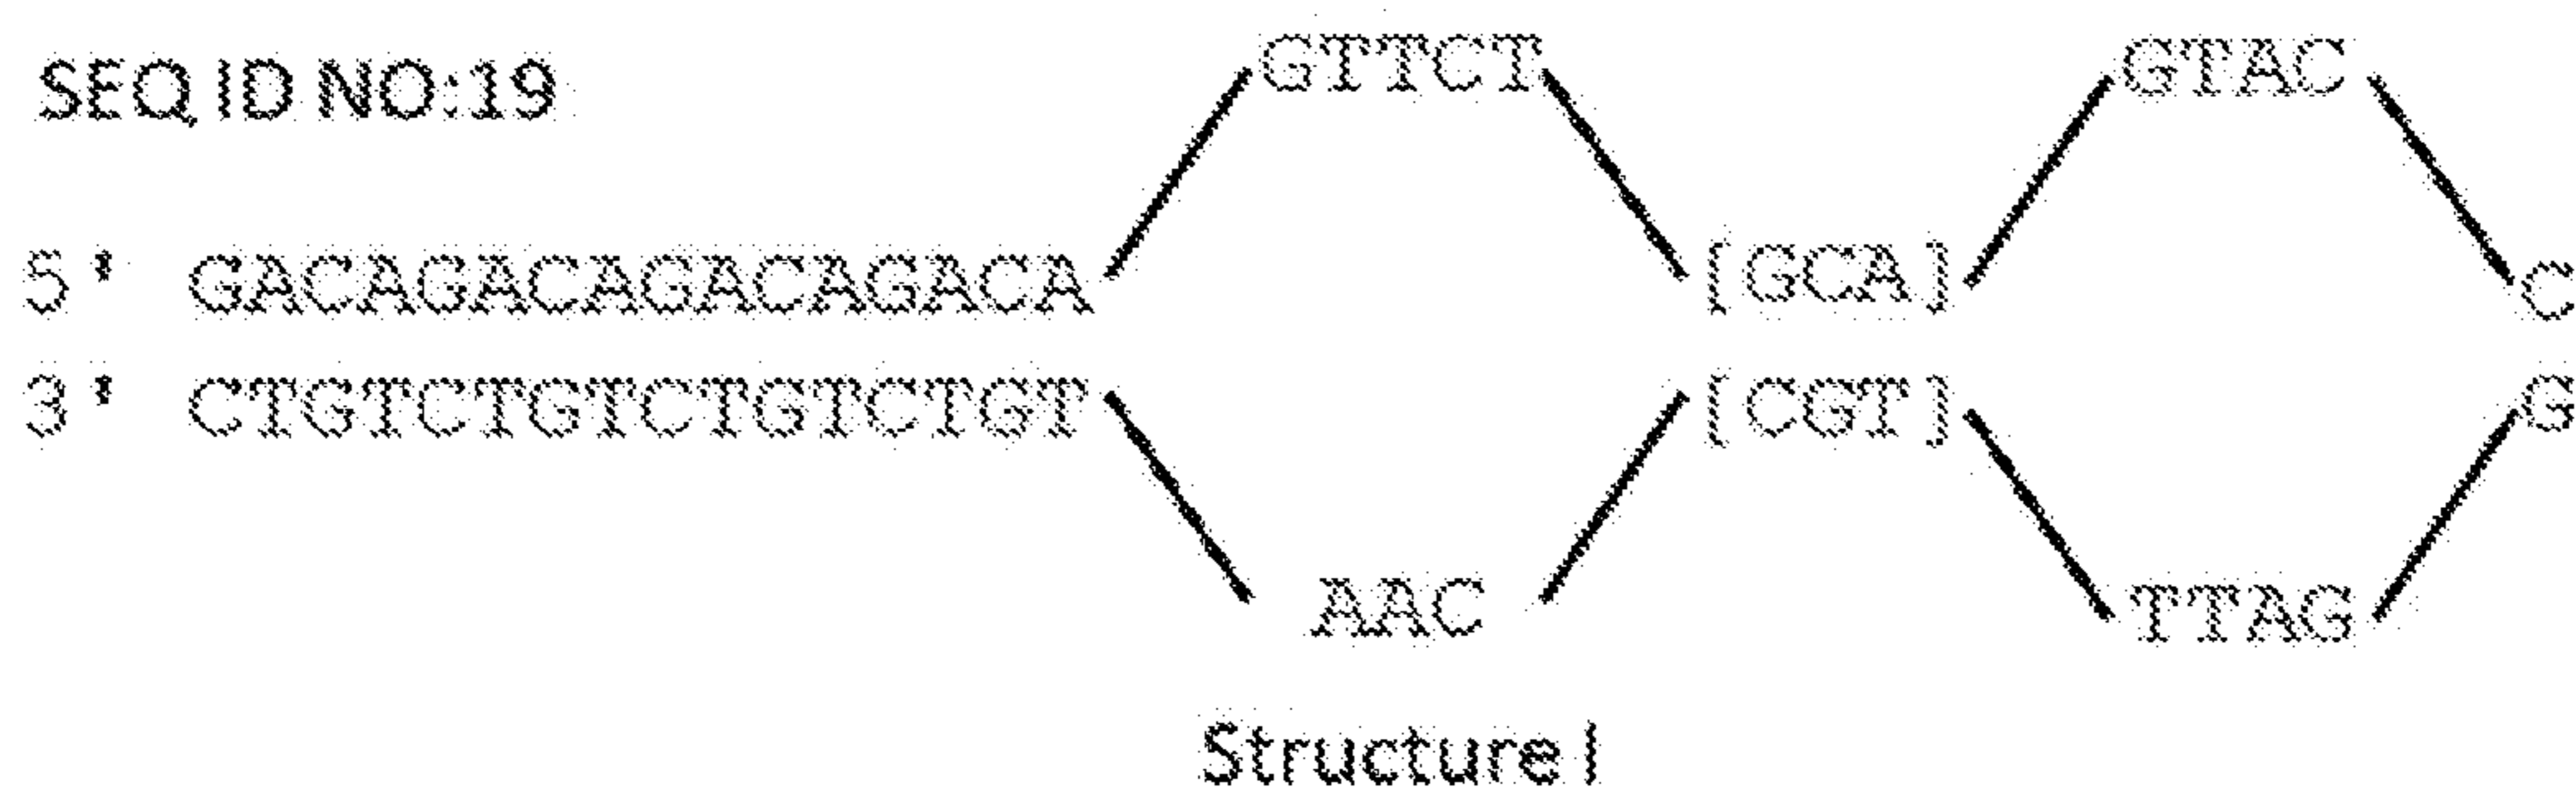 GTTCT GTAC
SEQ ID NO:19
5' GACAGACAGACAGACA [GCA] C
3' CTGTCTGTCTGTCTGT [CGT] G
AAC TTAG
Structure I